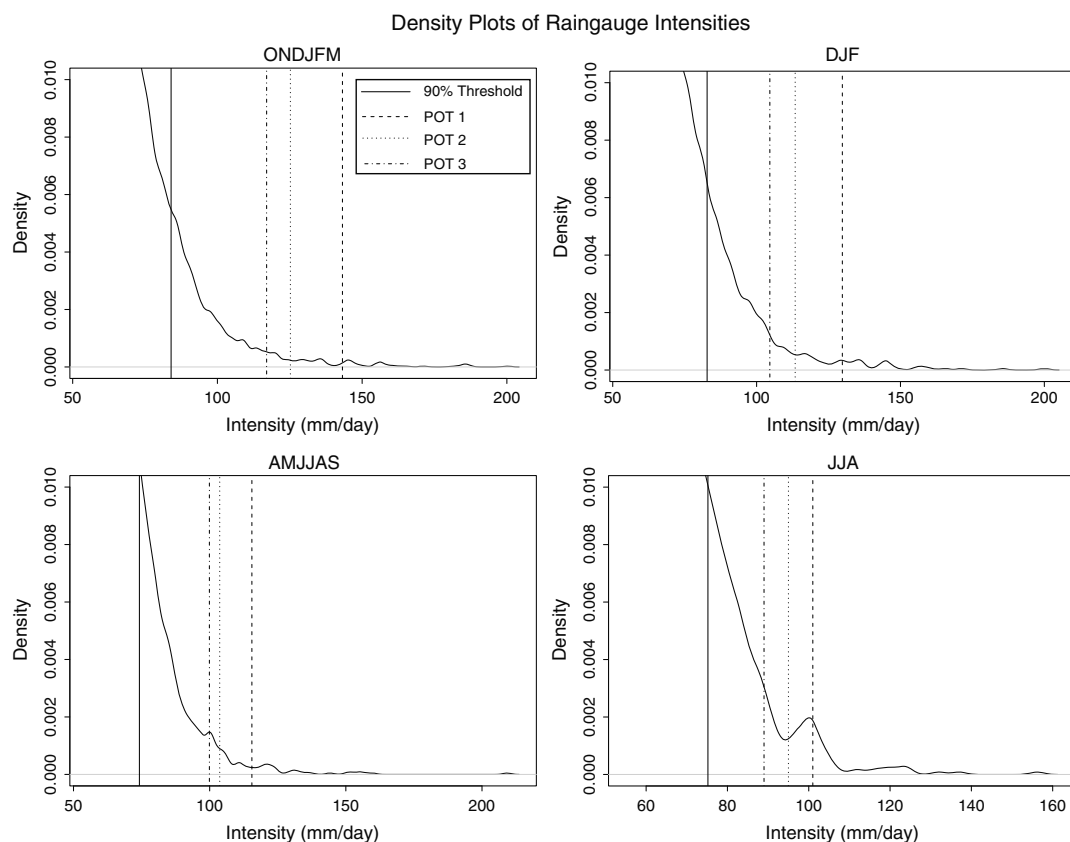 Density Plots of Raingauge Intensities
ONDJFM
0.010
0.008
0.006
0.004
0.002
0.000
Density
90% Threshold
POT 1
POT 2
POT 3
50 100 150 200
Intensity (mm/day)
DJF
0.010
0.008
0.006
0.004
0.002
0.000
Density
50 100 150 200
Intensity (mm/day)
AMJJAS
0.010
0.008
0.006
0.004
0.002
0.000
Density
50 100 150 200
Intensity (mm/day)
JJA
0.010
0.008
0.006
0.004
0.002
0.000
Density
60 80 100 120 140 160
Intensity (mm/day)